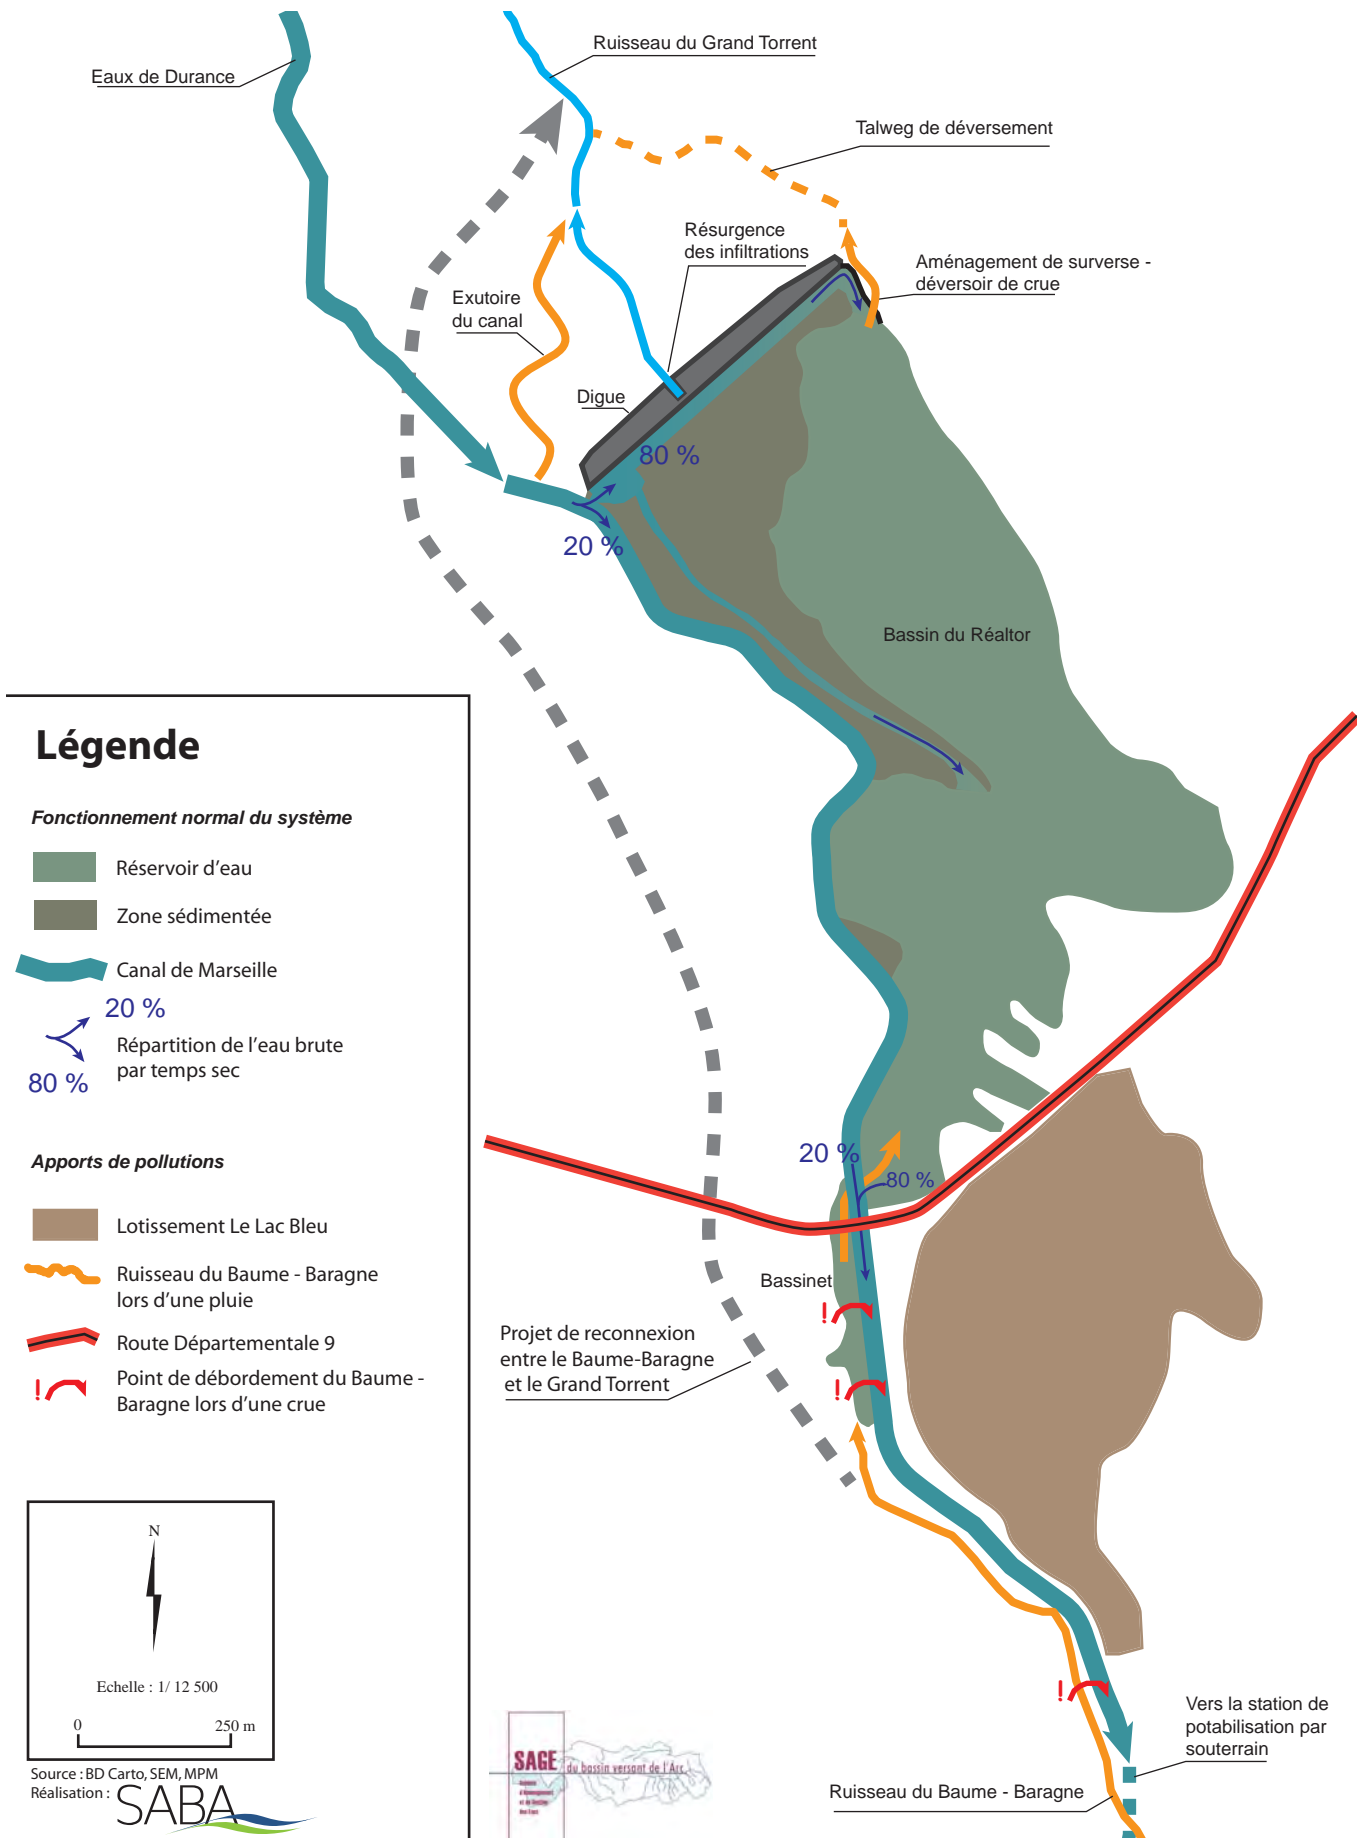 Ruisseau du Grand Torrent
Eaux de Durance
Talweg de déversement
Résurgence
des infiltrations
Aménagement de surverse -
déversoir de crue
Exutoire
du canal
Digue
80 %
20 %
Bassin du Réaltor
Légende
Fonctionnement normal du système
Réservoir d'eau
Zone sédimentée
Canal de Marseille
20 %
Répartition de l'eau brute
par temps sec
80 %
Apports de pollutions
Lotissement Le Lac Bleu
Ruisseau du Baume - Baragne
lors d'une pluie
Route Départementale 9
! Point de débordement du Baume -
Baragne lors d'une crue
20 %
80 %
Bassinet
!
Projet de reconnexion
entre le Baume-Baragne
et le Grand Torrent
!
!
N
Echelle : 1/ 12 500
0 250 m
Source : BD Carto, SEM, MPM
Réalisation : SABA
SAGE du bassin versant de l'Arc
Vers la station de
potabilisation par
souterrain
Ruisseau du Baume - Baragne